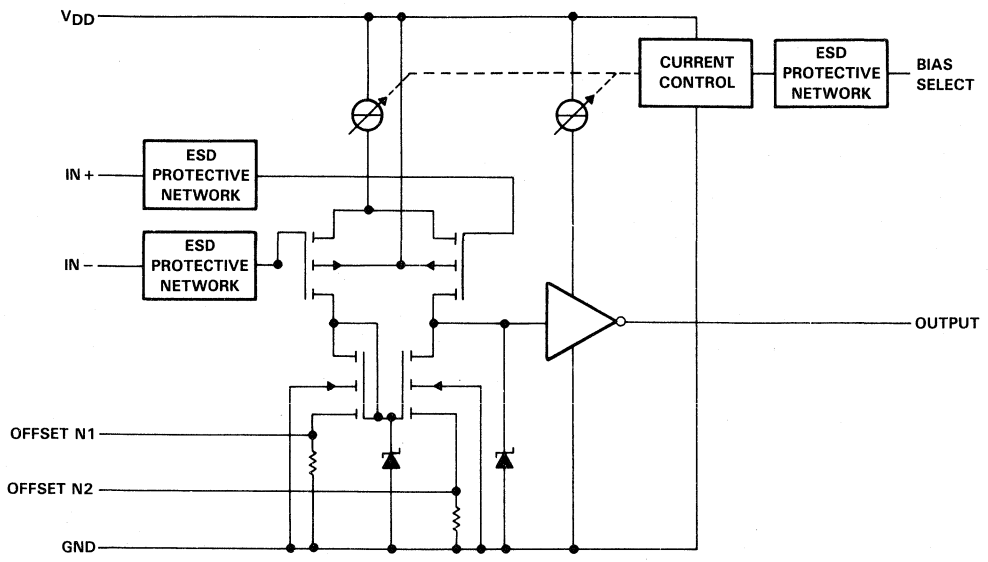 VDD
CURRENT
CONTROL
ESD
PROTECTIVE
NETWORK
BIAS
SELECT
IN +
ESD
PROTECTIVE
NETWORK
IN –
ESD
PROTECTIVE
NETWORK
OUTPUT
OFFSET N1
OFFSET N2
GND